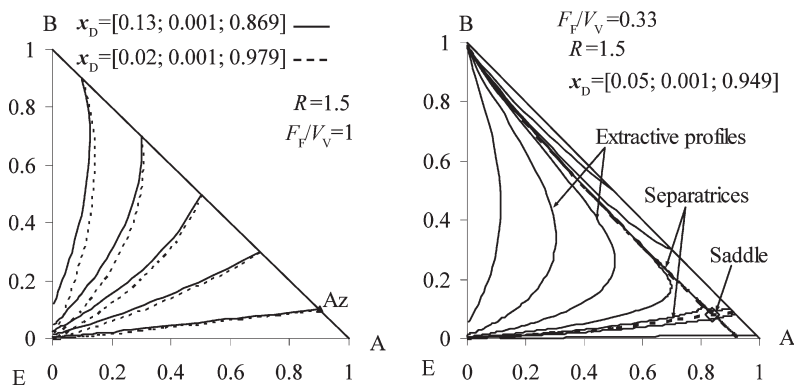 B
x_D=[0.13; 0.001; 0.869]
x_D=[0.02; 0.001; 0.979]
R=1.5
F_F/V_V=1
1
0.8
0.6
0.4
0.2
0
Az
A
E
0 0.2 0.4 0.6 0.8 1
B
F_F/V_V=0.33
R=1.5
x_D=[0.05; 0.001; 0.949]
Extractive profiles
Separatrices
Saddle
1
0.8
0.6
0.4
0.2
0
A
E
0 0.2 0.4 0.6 0.8 1